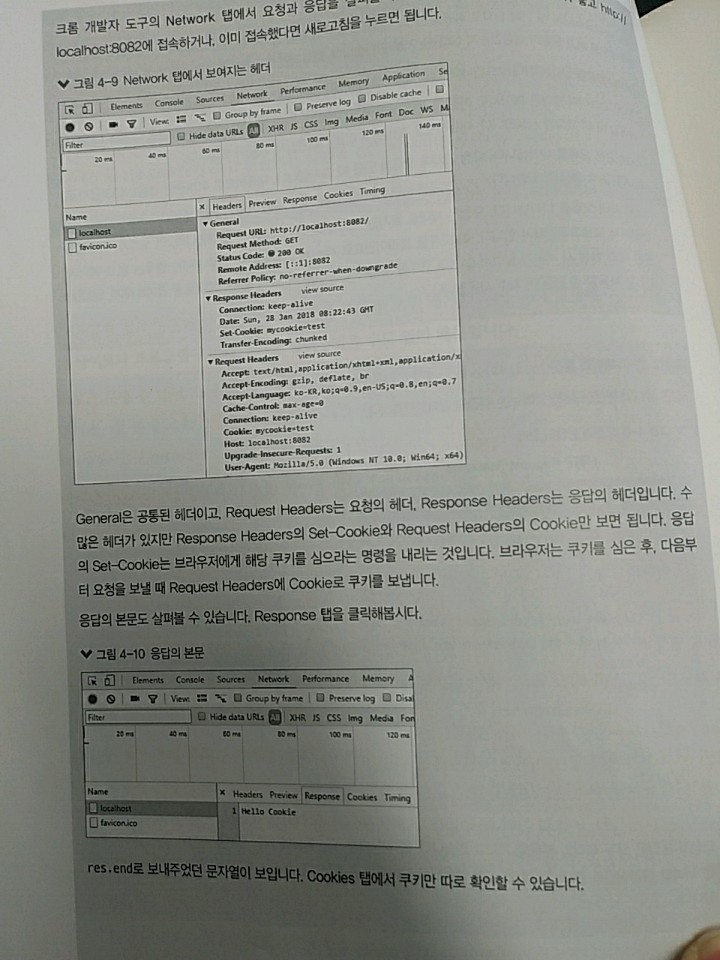 크롬 개발자 도구의 Network 탭에서 요청과 응답을
http://
localhost:8082에 접속하거나, 이미 접속했다면 새로고침을 누르면 됩니다.
그림 4-9 Network 탭에서 보여지는 헤더
Elements Console Sources Network Performance Memory Application Se
View: Group by frame Preserve log Disable cache
Filter Hide data URLs All XHR JS CSS Img Media Font Doc WS M
20 ms 40 ms 60 ms 80 ms 100 ms 120 ms 140 ms
Name × Headers Preview Response Cookies Timing
localhost
favicon.ico
▼ General
Request URL: http://localhost:8082/
Request Method: GET
Status Code: 200 OK
Remote Address: [::1]:8082
Referrer Policy: no-referrer-when-downgrade
▼ Response Headers view source
Connection: keep-alive
Date: Sun, 28 Jan 2018 08:22:43 GMT
Set-Cookie: mycookie=test
Transfer-Encoding: chunked
▼ Request Headers view source
Accept: text/html,application/xhtml+xml,application/x
Accept-Encoding: gzip, deflate, br
Accept-Language: ko-KR,ko;q=0.9,en-US;q=0.8,en;q=0.7
Cache-Control: max-age=0
Connection: keep-alive
Cookie: mycookie=test
Host: localhost:8082
Upgrade-Insecure-Requests: 1
User-Agent: Mozilla/5.0 (Windows NT 10.0; Win64; x64)
General은 공통된 헤더이고, Request Headers는 요청의 헤더, Response Headers는 응답의 헤더입니다. 수
많은 헤더가 있지만 Response Headers의 Set-Cookie와 Request Headers의 Cookie만 보면 됩니다. 응답
의 Set-Cookie는 브라우저에게 해당 쿠키를 심으라는 명령을 내리는 것입니다. 브라우저는 쿠키를 심은 후, 다음부
터 요청을 보낼 때 Request Headers에 Cookie로 쿠키를 보냅니다.
응답의 본문도 살펴볼 수 있습니다. Response 탭을 클릭해봅시다.
그림 4-10 응답의 본문
Elements Console Sources Network Performance Memory A
View: Group by frame Preserve log Disa
Filter Hide data URLs All XHR JS CSS Img Media Fon
20 ms 40 ms 60 ms 80 ms 100 ms 120 ms
Name × Headers Preview Response Cookies Timing
localhost 1 Hello Cookie
favicon.ico
res.end로 보내주었던 문자열이 보입니다. Cookies 탭에서 쿠키만 따로 확인할 수 있습니다.